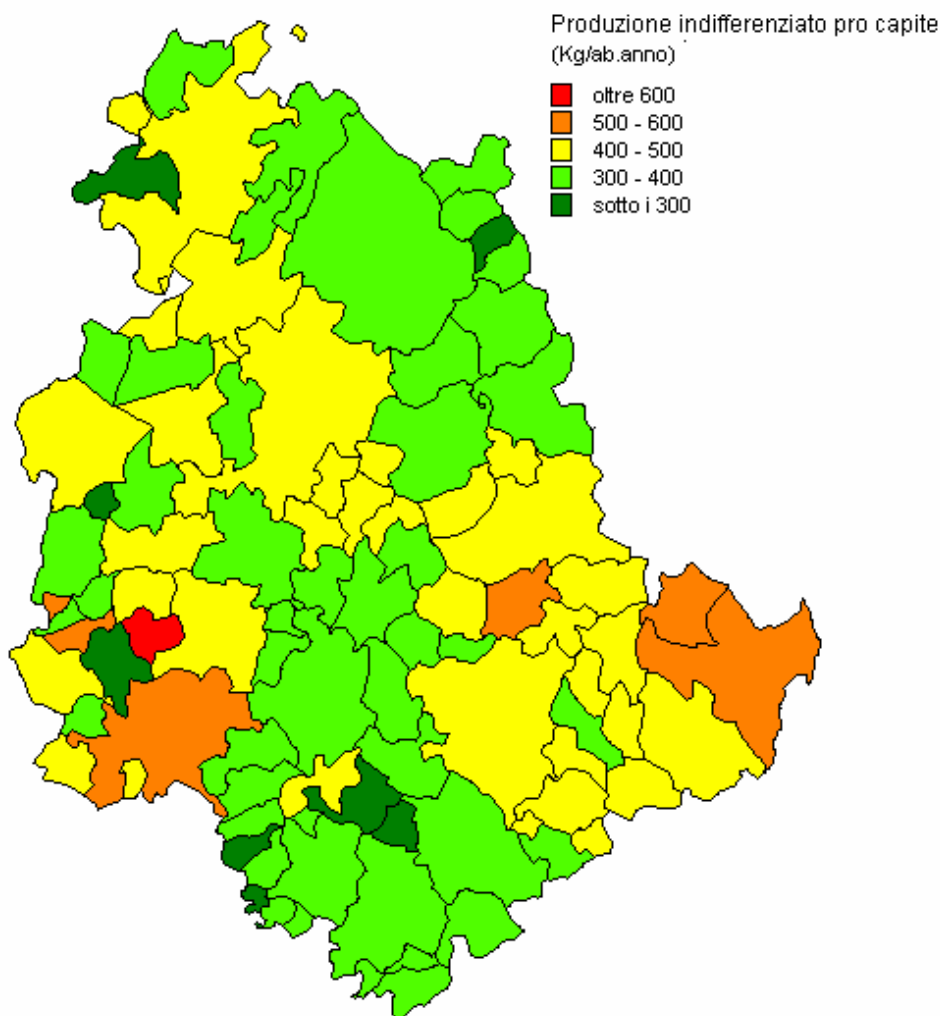 Produzione indifferenziato pro capite
(Kg/ab.anno)
oltre 600
500 - 600
400 - 500
300 - 400
sotto i 300